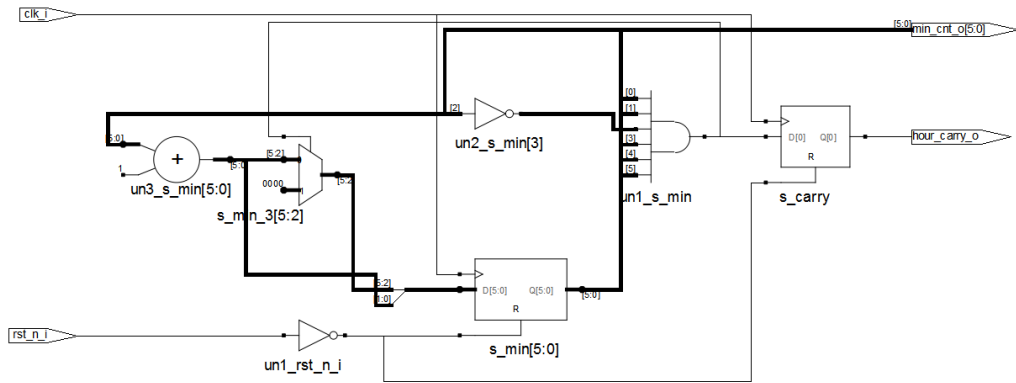 clk_i
[5:0]
min_cnt_o[5:0]
[0]
[1]
[2]
un2_s_min[3]
[3]
[4]
[5]
un1_s_min
D[0]
Q[0]
R
s_carry
hour_carry_o
[5:0]
+
1
[5:0]
un3_s_min[5:0]
[5:2]
0000
1
[5:2]
s_min_3[5:2]
[5:2]
[1:0]
D[5:0]
Q[5:0]
R
[5:0]
s_min[5:0]
rst_n_i
un1_rst_n_i